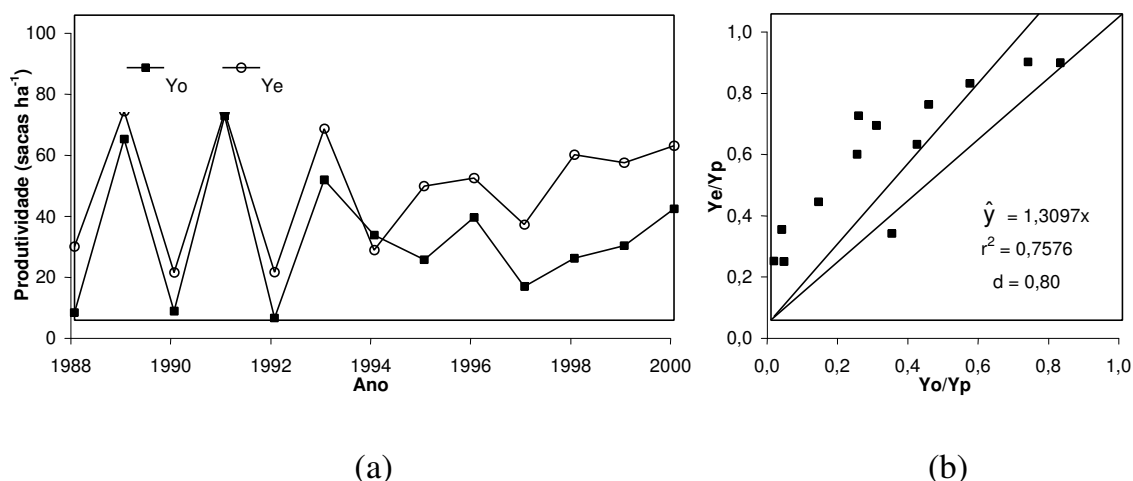 Produtividade (sacas ha⁻¹)
100
80
60
40
20
0
Yo
Ye
1988
1990
1992
1994
1996
1998
2000
Ano
(a)
Ye/Yp
1,0
0,8
0,6
0,4
0,2
0,0
ŷ = 1,3097x
r² = 0,7576
d = 0,80
0,0
0,2
0,4
0,6
0,8
1,0
Yo/Yp
(b)